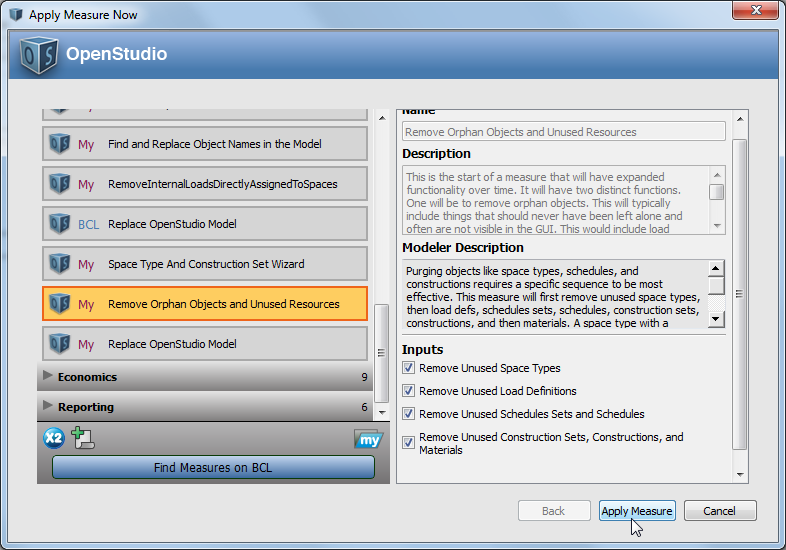 Apply Measure Now
OpenStudio
My
My Find and Replace Object Names in the Model
My RemoveInternalLoadsDirectlyAssignedToSpaces
BCL Replace OpenStudio Model
My Space Type And Construction Set Wizard
My Remove Orphan Objects and Unused Resources
My Replace OpenStudio Model
Economics 9
Reporting 6
X2
my
Find Measures on BCL
Name
Remove Orphan Objects and Unused Resources
Description
This is the start of a measure that will have expanded
functionality over time. It will have two distinct functions.
One will be to remove orphan objects. This will typically
include things that should never have been left alone and
often are not visible in the GUI. This would include load
Modeler Description
Purging objects like space types, schedules, and
constructions requires a specific sequence to be most
effective. This measure will first remove unused space types,
then load defs, schedules sets, schedules, construction sets,
constructions, and then materials. A space type with a
Inputs
Remove Unused Space Types
Remove Unused Load Definitions
Remove Unused Schedules Sets and Schedules
Remove Unused Construction Sets, Constructions, and
Materials
Back
Apply Measure
Cancel